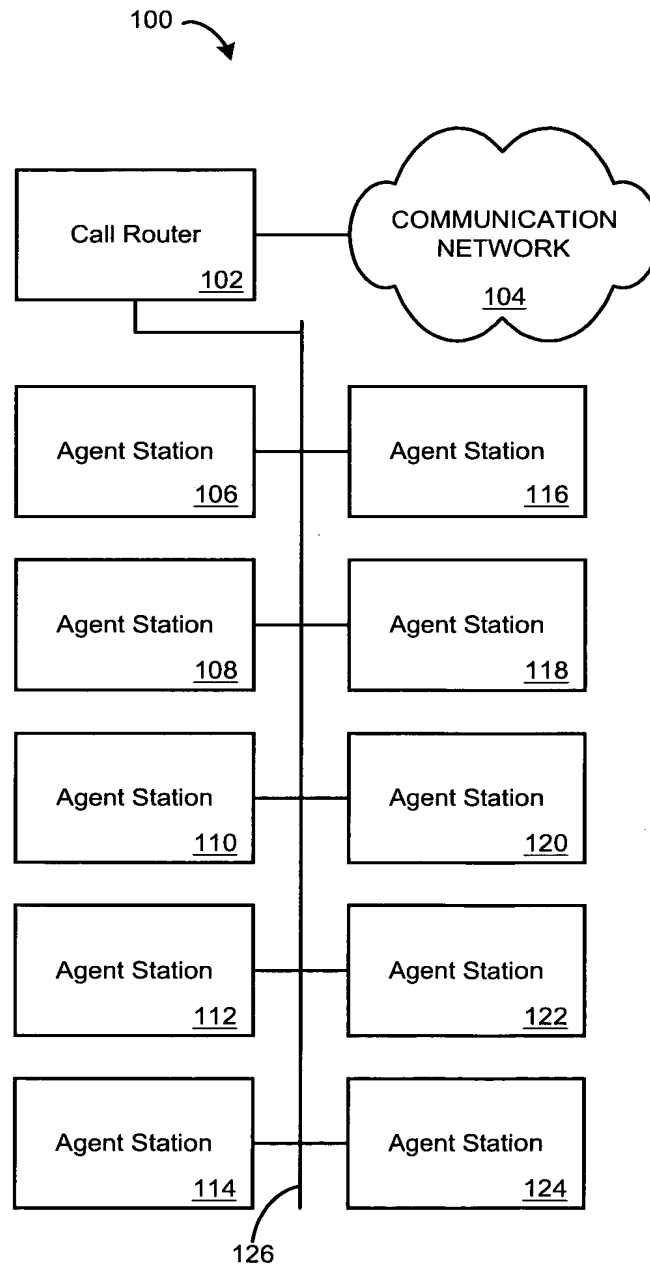 100
Call Router
102
COMMUNICATION
NETWORK
104
Agent Station
106
Agent Station
116
Agent Station
108
Agent Station
118
Agent Station
110
Agent Station
120
Agent Station
112
Agent Station
122
Agent Station
114
Agent Station
124
126